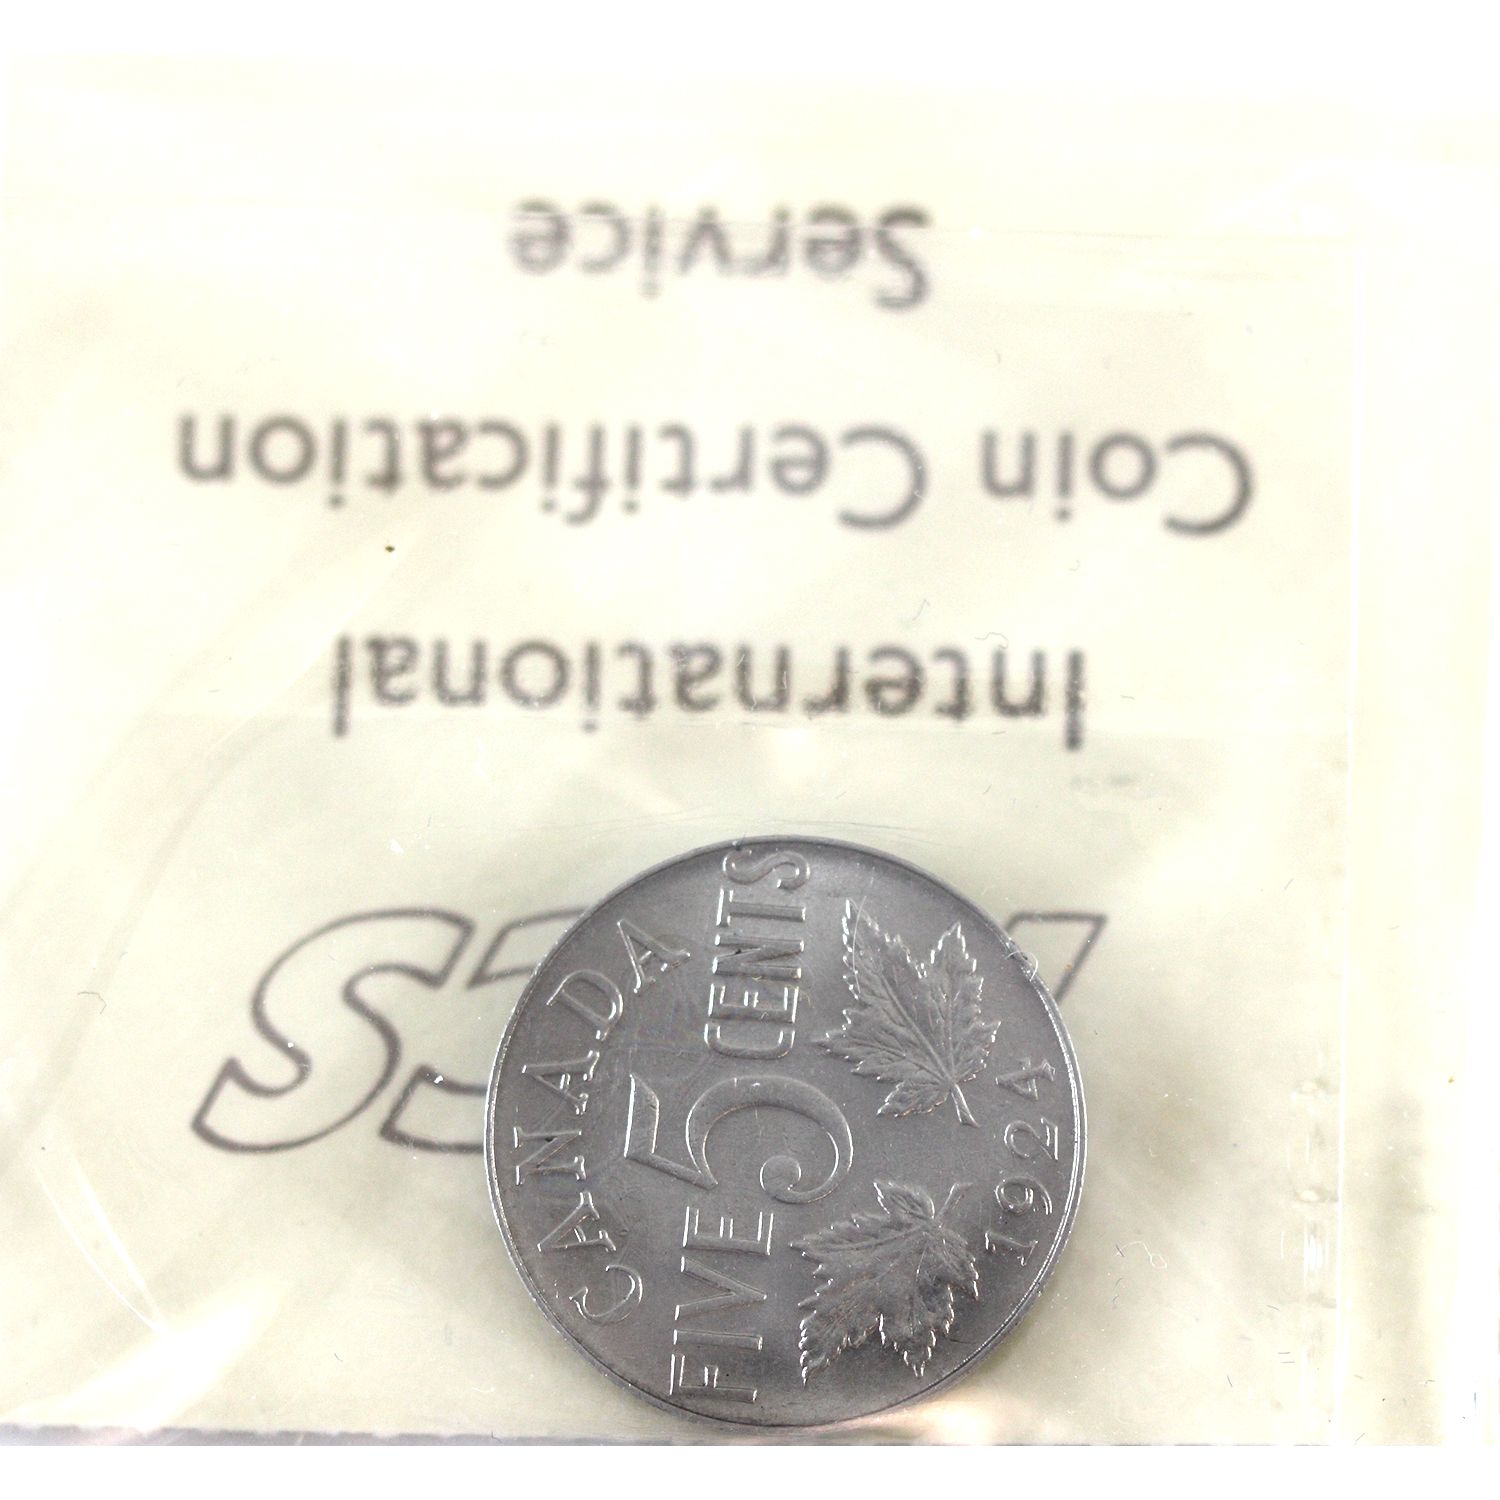 International
Coin Certification
Service
CANADA
FIVE 5 CENTS
1924